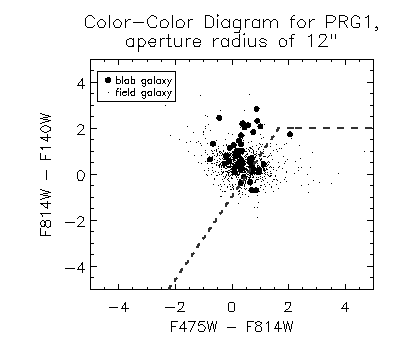 Color-Color Diagram for PRG1,
aperture radius of 12"
blob galaxy
field galaxy
F814W - F140W
4
2
0
-2
-4
-4 -2 0 2 4
F475W - F814W